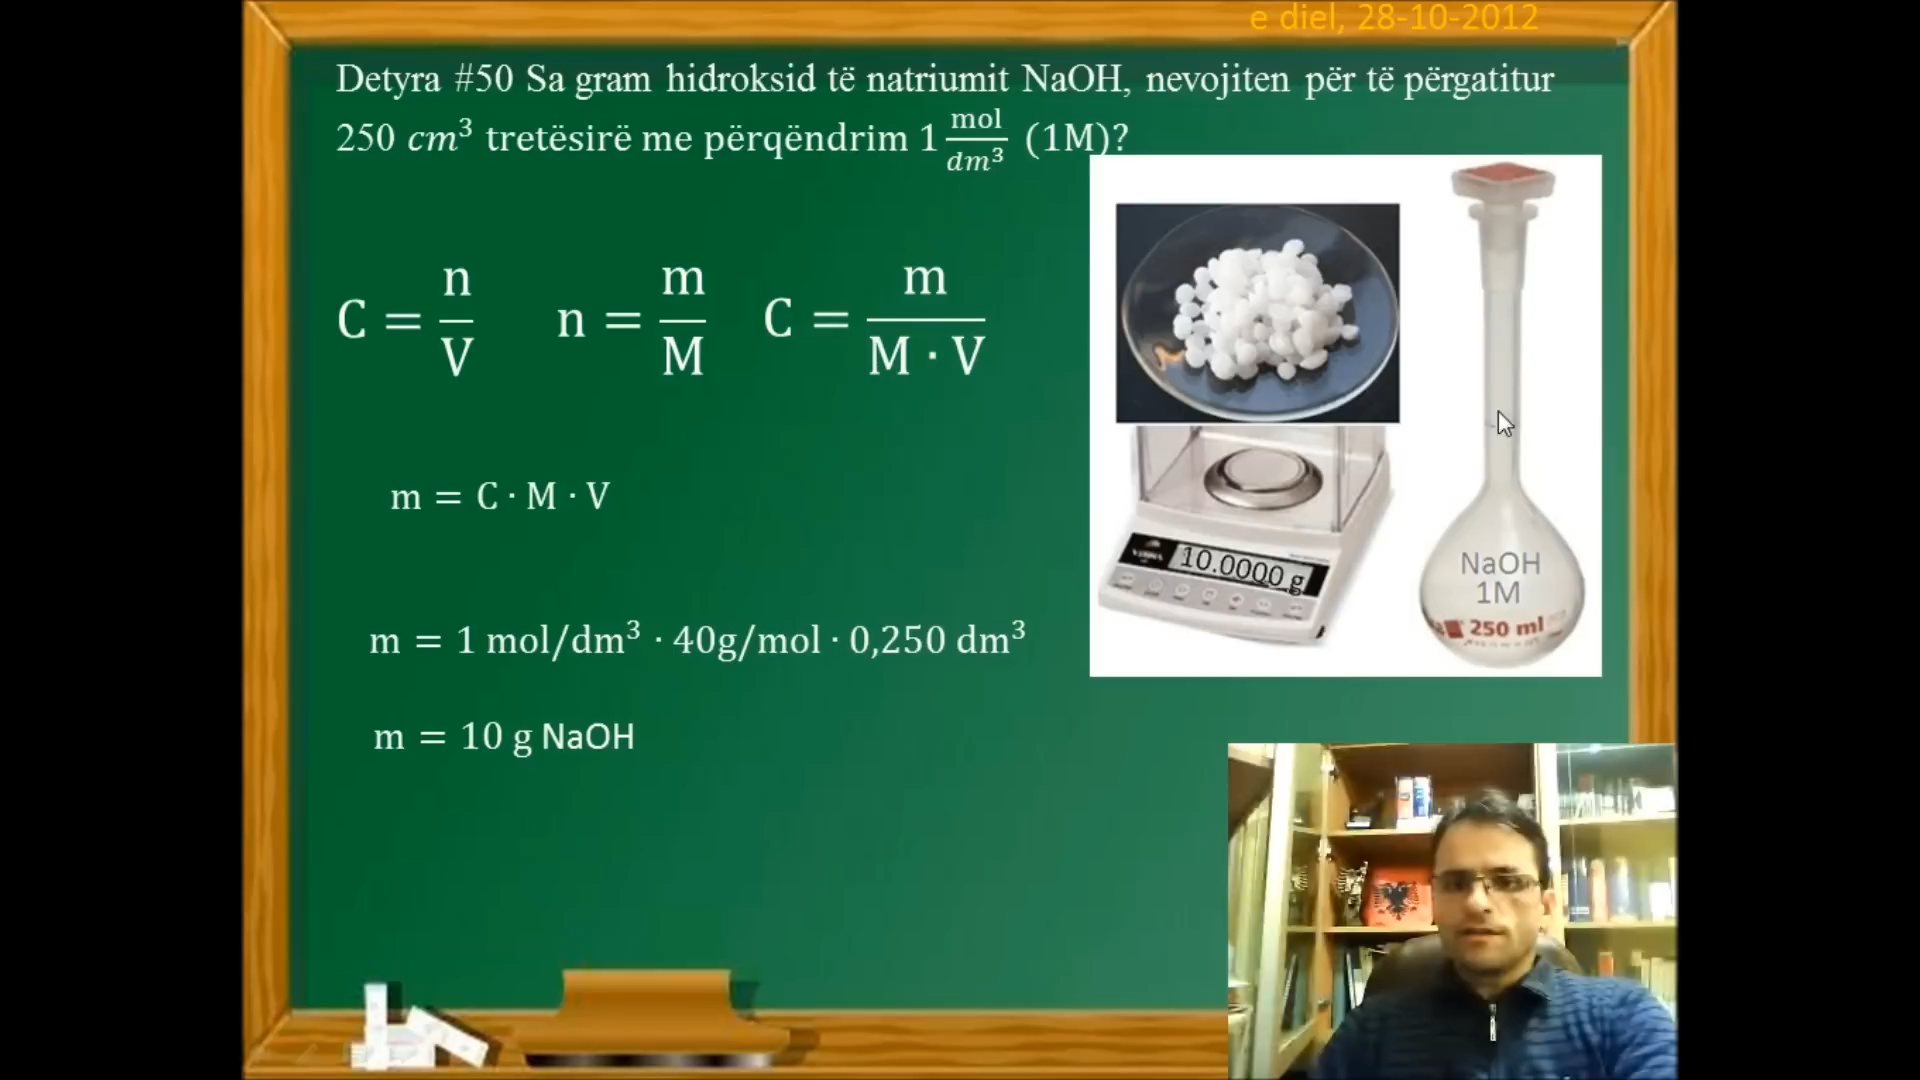 e diel, 28-10-2012
Detyra #50 Sa gram hidroksid të natriumit NaOH, nevojiten për të përgatitur
250 cm³ tretësirë me përqëndrim 1 mol/dm³ (1M)?
C = n/V n = m/M C = m/(M · V)
m = C · M · V
m = 1 mol/dm³ · 40g/mol · 0,250 dm³
m = 10 g NaOH
10.0000 g
NaOH
1M
250 ml